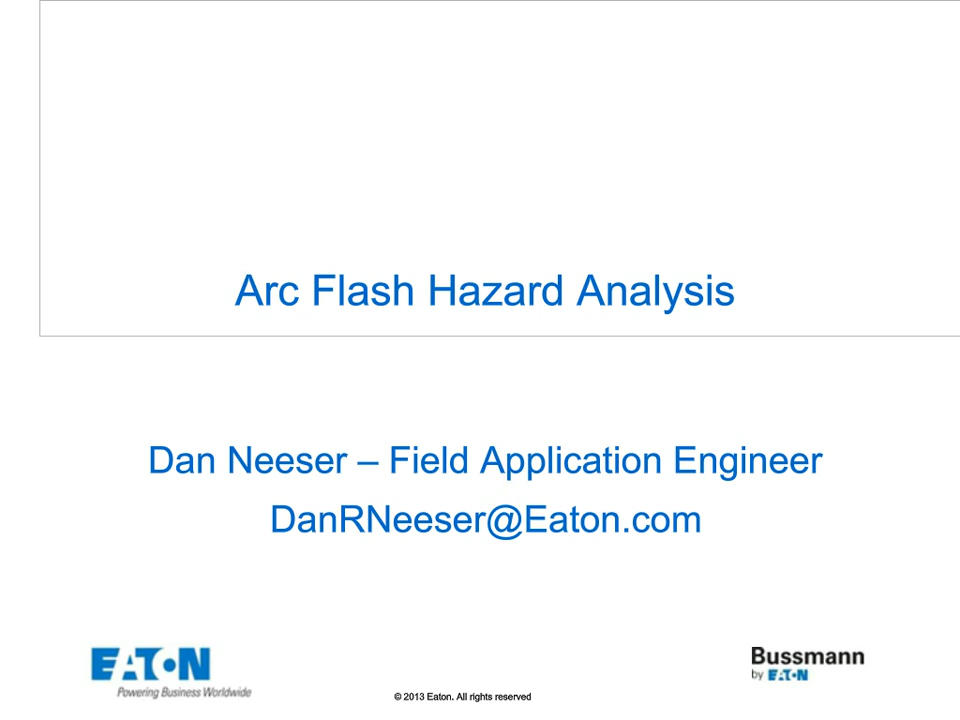 Arc Flash Hazard Analysis
Dan Neeser – Field Application Engineer
DanRNeeser@Eaton.com
EATON
Powering Business Worldwide
© 2013 Eaton. All rights reserved
Bussmann
by EATON